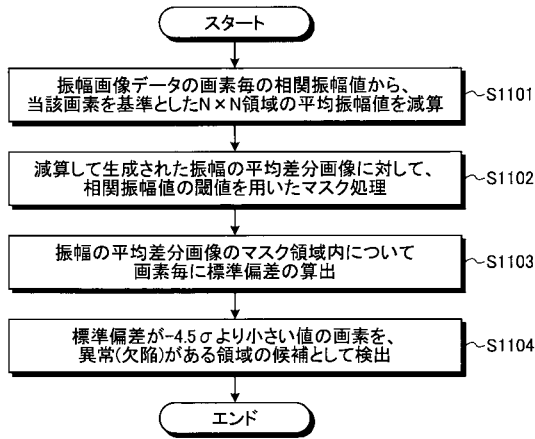 スタート
振幅画像データの画素毎の相関振幅値から、
当該画素を基準としたN×N領域の平均振幅値を減算
S1101
減算して生成された振幅の平均差分画像に対して、
相関振幅値の閾値を用いたマスク処理
S1102
振幅の平均差分画像のマスク領域内について
画素毎に標準偏差の算出
S1103
標準偏差が-4.5σより小さい値の画素を、
異常(欠陥)がある領域の候補として検出
S1104
エンド